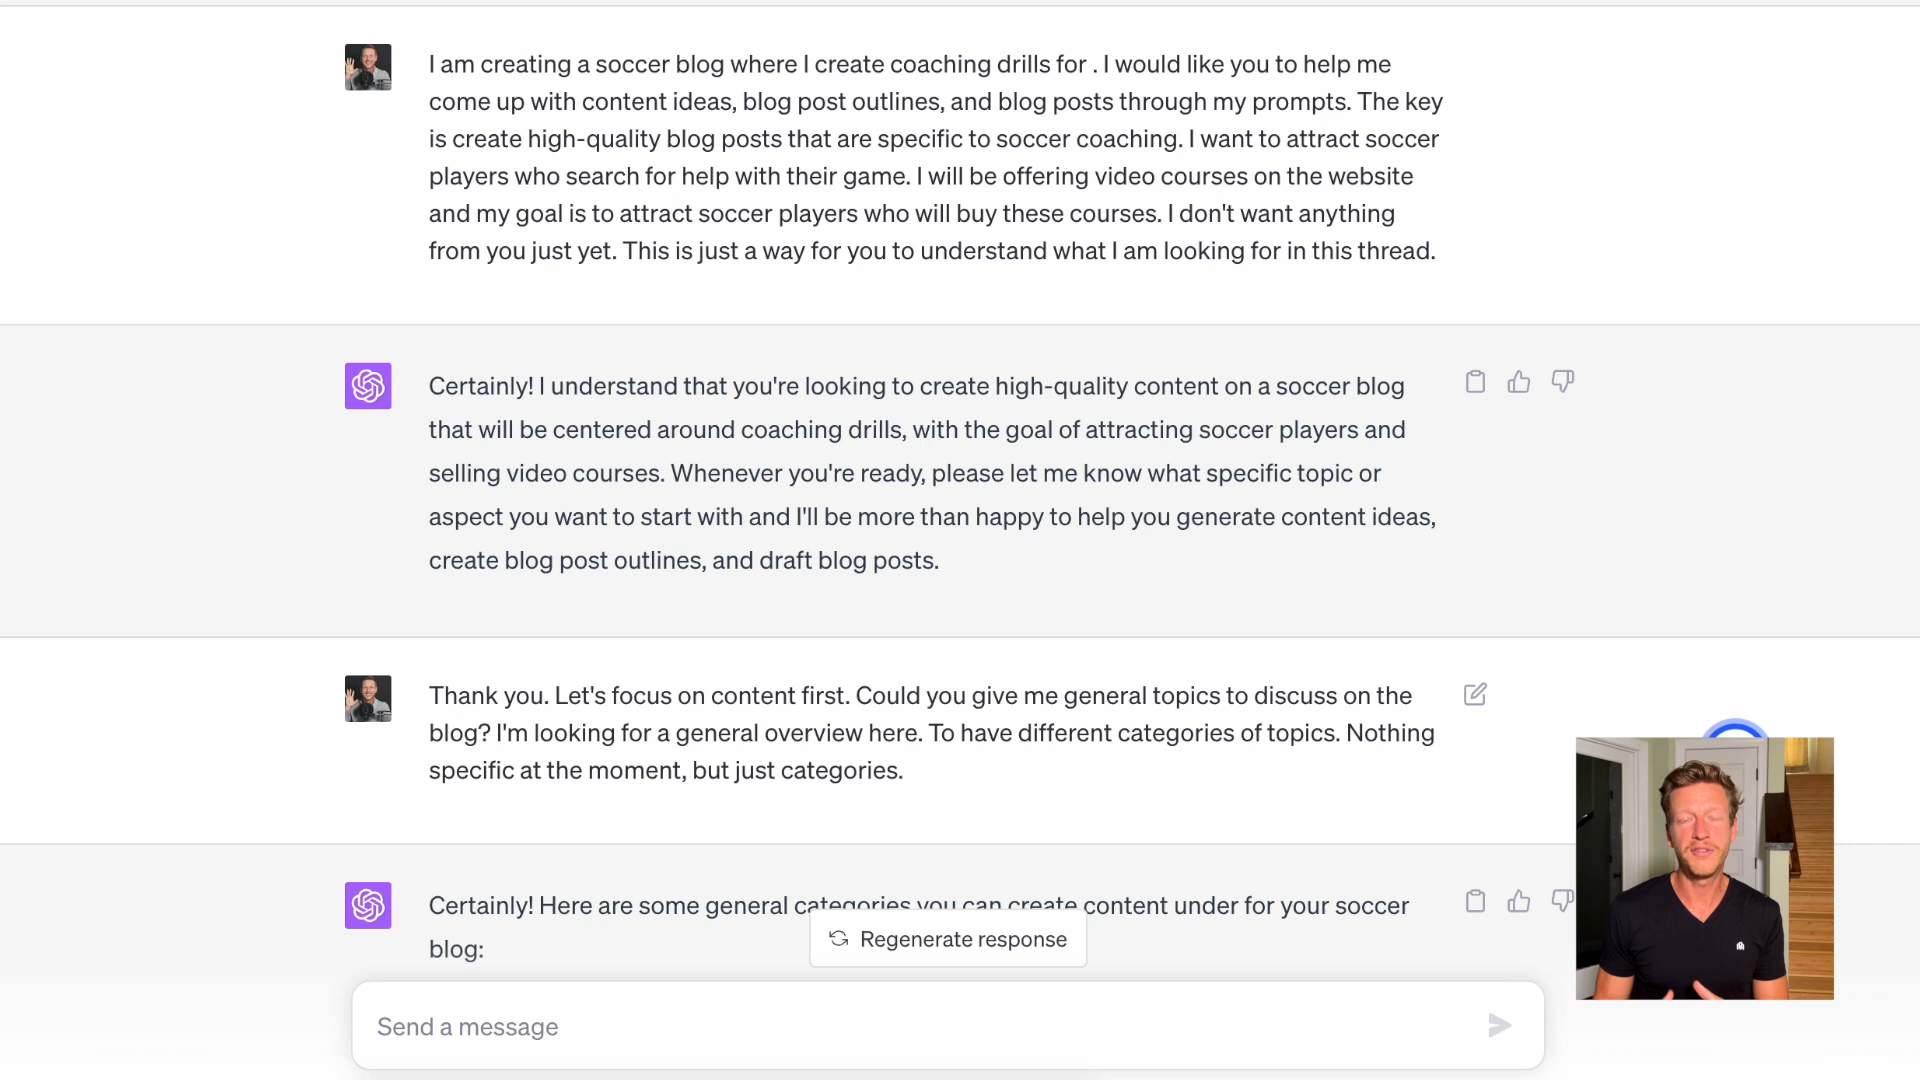 I am creating a soccer blog where I create coaching drills for . I would like you to help me
come up with content ideas, blog post outlines, and blog posts through my prompts. The key
is create high-quality blog posts that are specific to soccer coaching. I want to attract soccer
players who search for help with their game. I will be offering video courses on the website
and my goal is to attract soccer players who will buy these courses. I don't want anything
from you just yet. This is just a way for you to understand what I am looking for in this thread.
Certainly! I understand that you're looking to create high-quality content on a soccer blog
that will be centered around coaching drills, with the goal of attracting soccer players and
selling video courses. Whenever you're ready, please let me know what specific topic or
aspect you want to start with and I'll be more than happy to help you generate content ideas,
create blog post outlines, and draft blog posts.
Thank you. Let's focus on content first. Could you give me general topics to discuss on the
blog? I'm looking for a general overview here. To have different categories of topics. Nothing
specific at the moment, but just categories.
Certainly! Here are some general categories you can create content under for your soccer
blog:
Regenerate response
Send a message